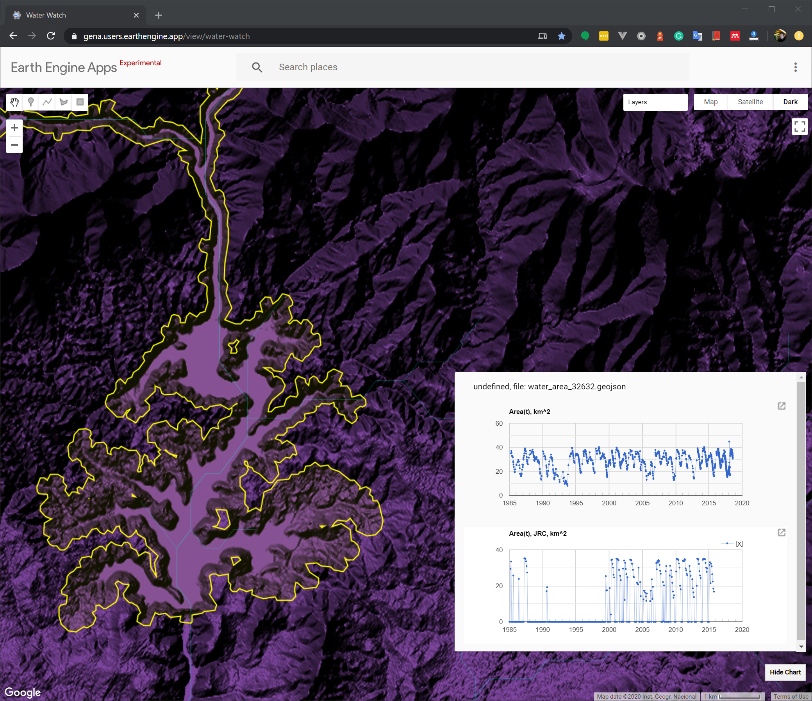 Water Watch
gena.users.earthengine.app/view/water-watch
Earth Engine Apps Experimental
Search places
Layers
Map Satellite Dark
+
−
undefined, file: water_area_32632.geojson
Area(t), km^2
60
40
20
0
1985 1990 1995 2000 2005 2010 2015 2020
Area(t), JRC, km^2
[X]
40
20
0
1985 1990 1995 2000 2005 2010 2015 2020
Hide Chart
Google
Map data ©2020 Inst. Geogr. Nacional 1 km Terms of Use